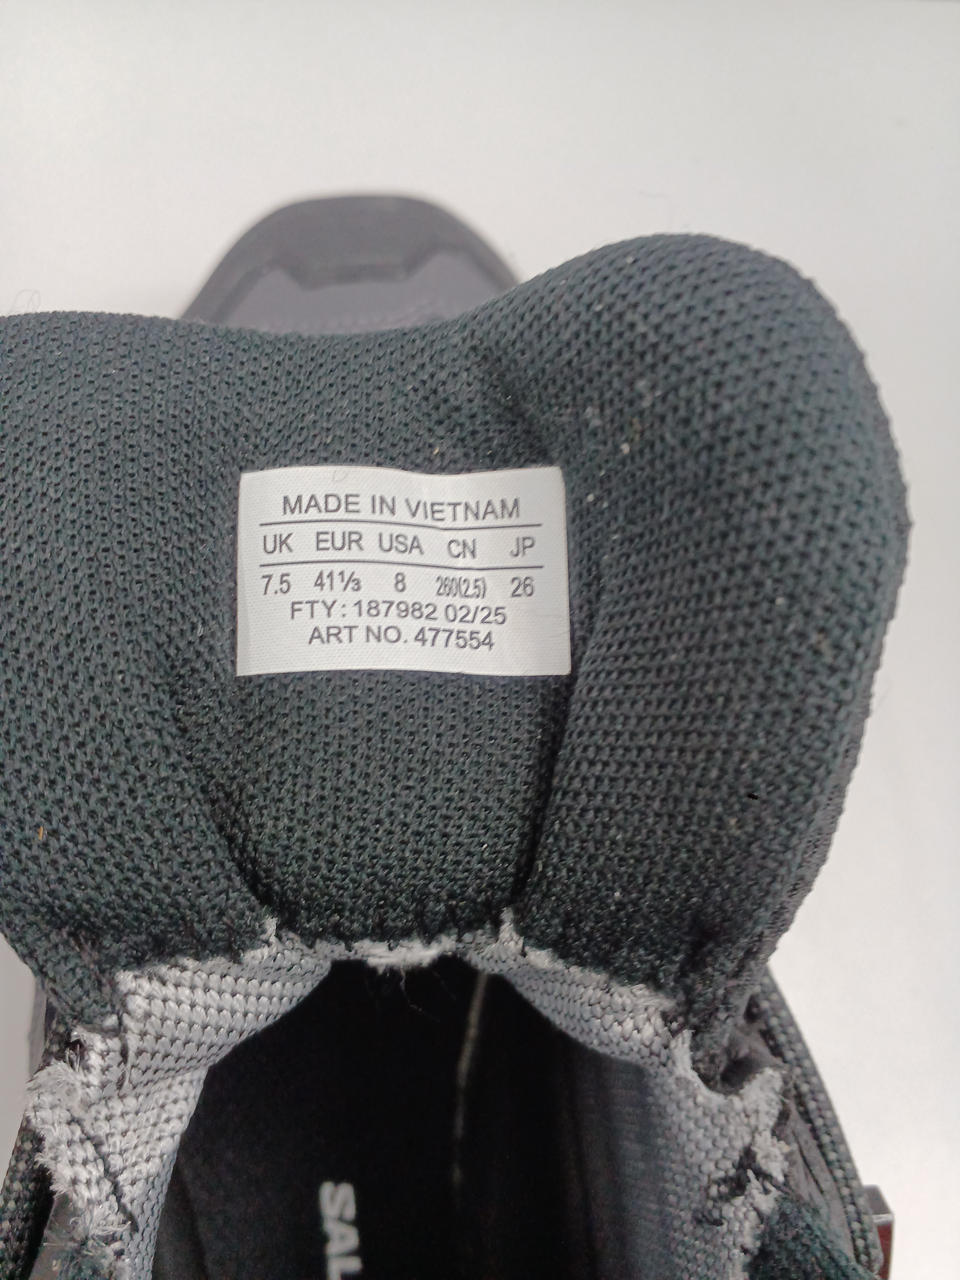 MADE IN VIETNAM
UK EUR USA CN JP
7.5 41⅓ 8 260(2.5) 26
FTY: 187982 02/25
ART NO. 477554
SAL